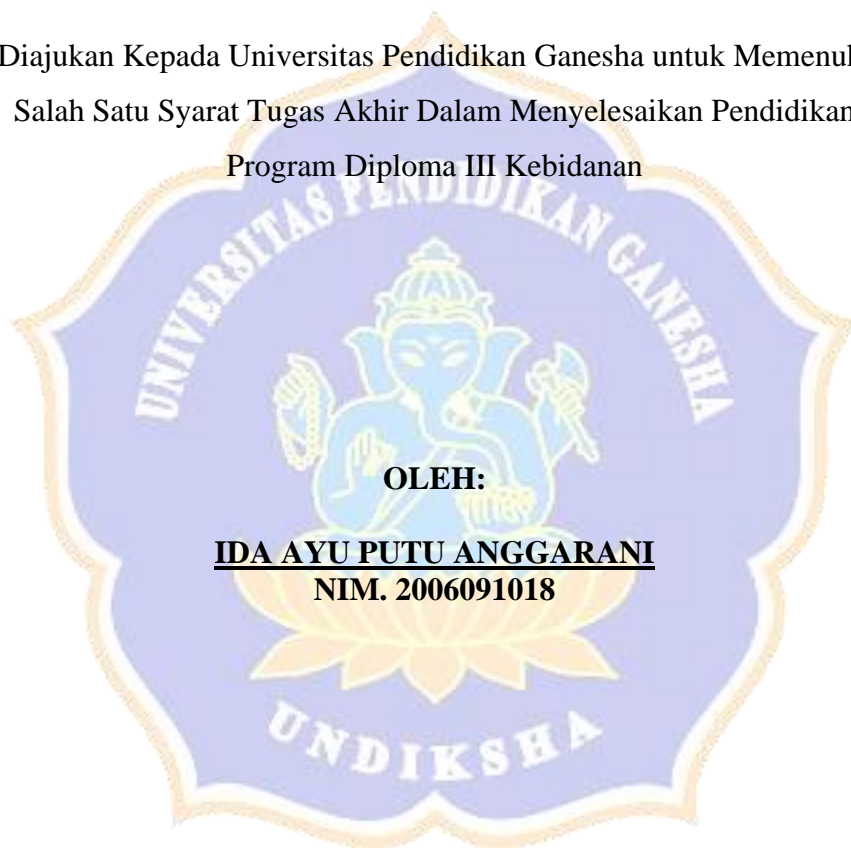 Diajukan Kepada Universitas Pendidikan Ganesha untuk
Salah Satu Syarat Tugas Akhir Dalam Menyelesaikan Pendidikan
Program Diploma III Kebidanan
UNIVERSITAS PENDIDIKAN GANESHA
OLEH:
IDA AYU PUTU ANGGARANI
NIM. 2006091018
UNDIKSHA